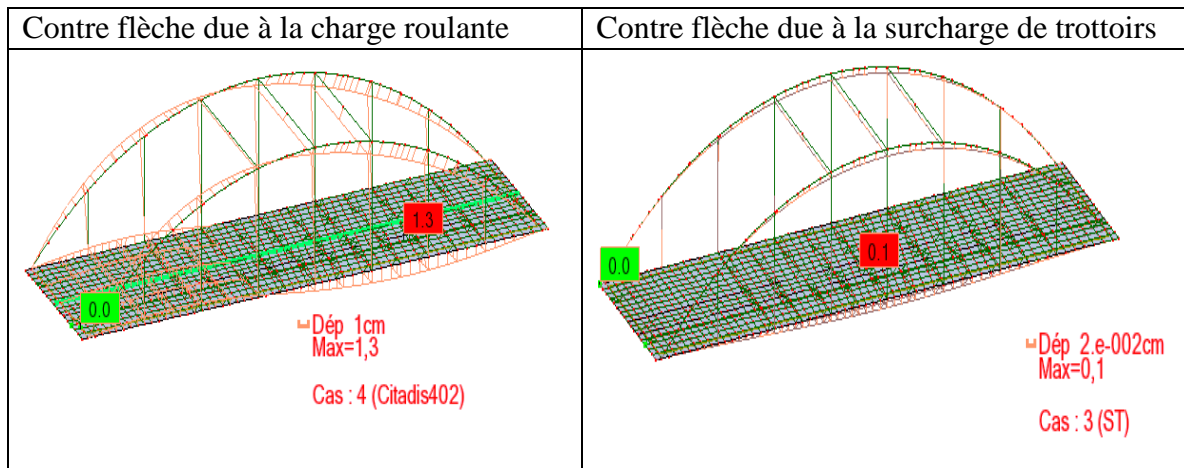 Contre flèche due à la charge roulante
Contre flèche due à la surcharge de trottoirs
1.3
0.0
Dép 1cm
Max=1,3
Cas : 4 (Citadis402)
0.0
0.1
Dép 2.e-002cm
Max=0,1
Cas : 3 (ST)